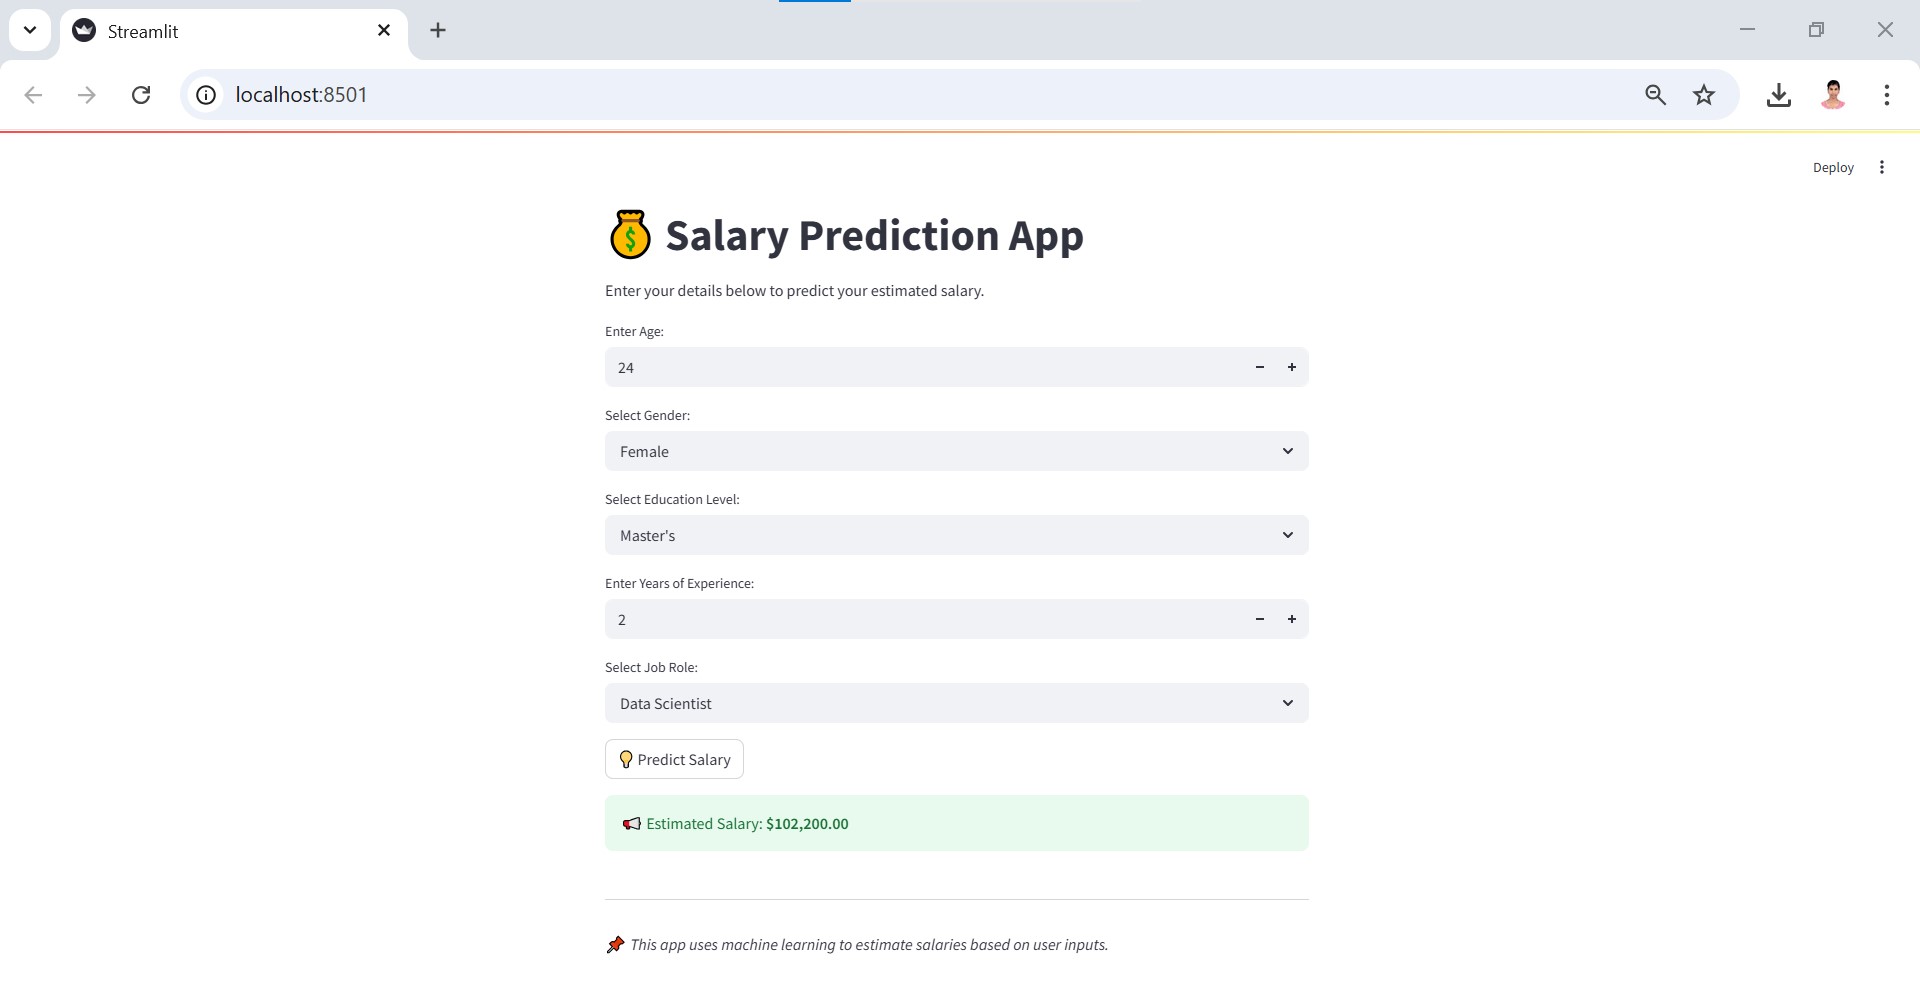 Streamlit
localhost:8501
Deploy
Salary Prediction App
Enter your details below to predict your estimated salary.
Enter Age:
24
Select Gender:
Female
Select Education Level:
Master's
Enter Years of Experience:
2
Select Job Role:
Data Scientist
Predict Salary
Estimated Salary: $102,200.00
This app uses machine learning to estimate salaries based on user inputs.